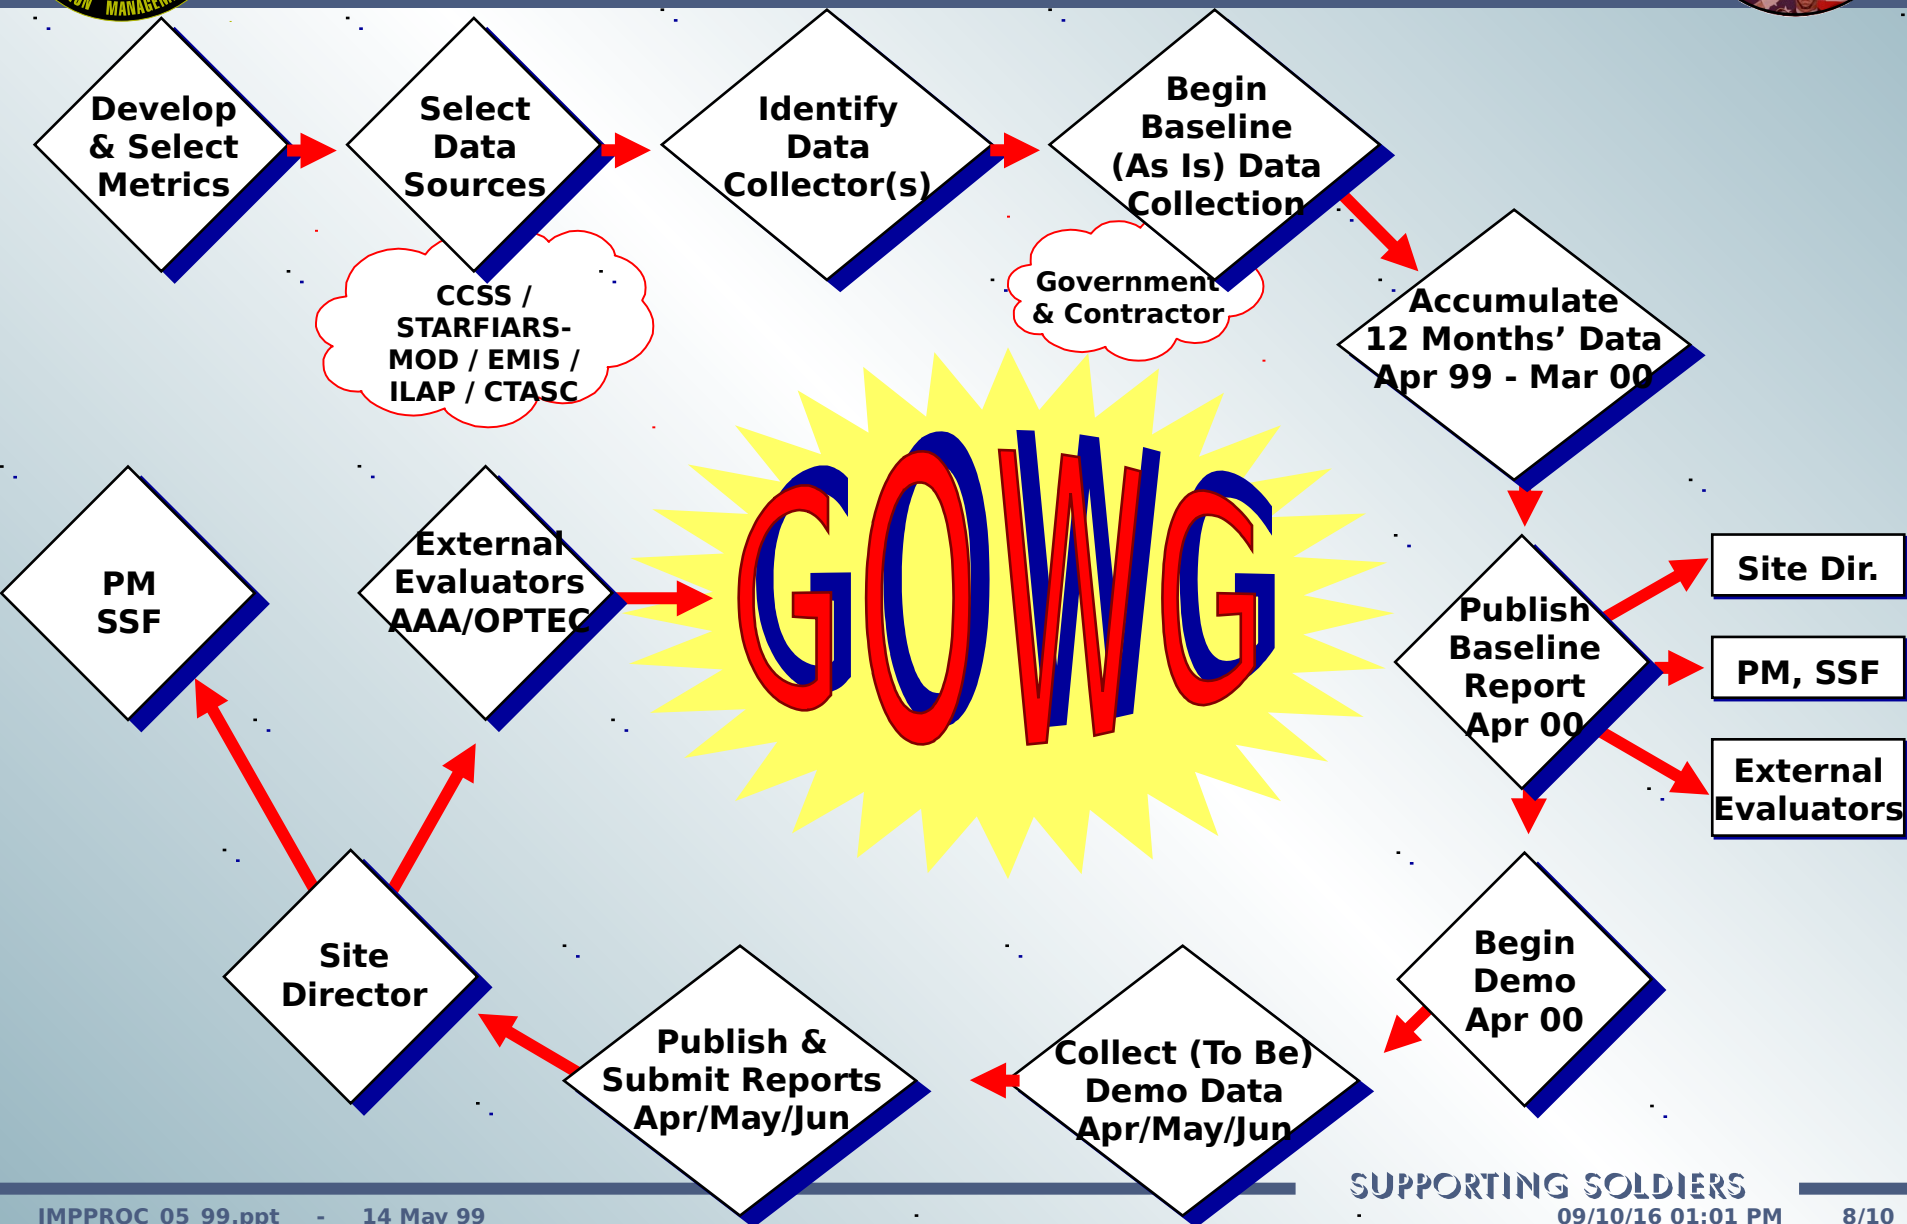 MANAGEM
Develop
& Select
Metrics
Select
Data
Sources
Identify
Data
Collector(s)
Begin
Baseline
(As Is) Data
Collection
CCSS /
STARFIARS-
MOD / EMIS /
ILAP / CTASC
Government
& Contractor
Accumulate
12 Months’ Data
Apr 99 - Mar 00
PM
SSF
External
Evaluators
AAA/OPTEC
GOWG
Publish
Baseline
Report
Apr 00
Site Dir.
PM, SSF
External
Evaluators
Begin
Demo
Apr 00
Collect (To Be)
Demo Data
Apr/May/Jun
Publish &
Submit Reports
Apr/May/Jun
Site
Director
SUPPORTING SOLDIERS
IMPPROC_05_99.ppt - 14 May 99
09/10/16 01:01 PM 8/10